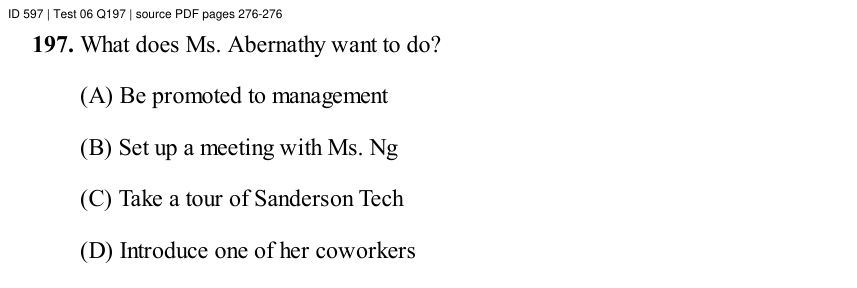 ID 597 | Test 06 Q197 | source PDF pages 276-276
197. What does Ms. Abernathy want to do?
(A) Be promoted to management
(B) Set up a meeting with Ms. Ng
(C) Take a tour of Sanderson Tech
(D) Introduce one of her coworkers